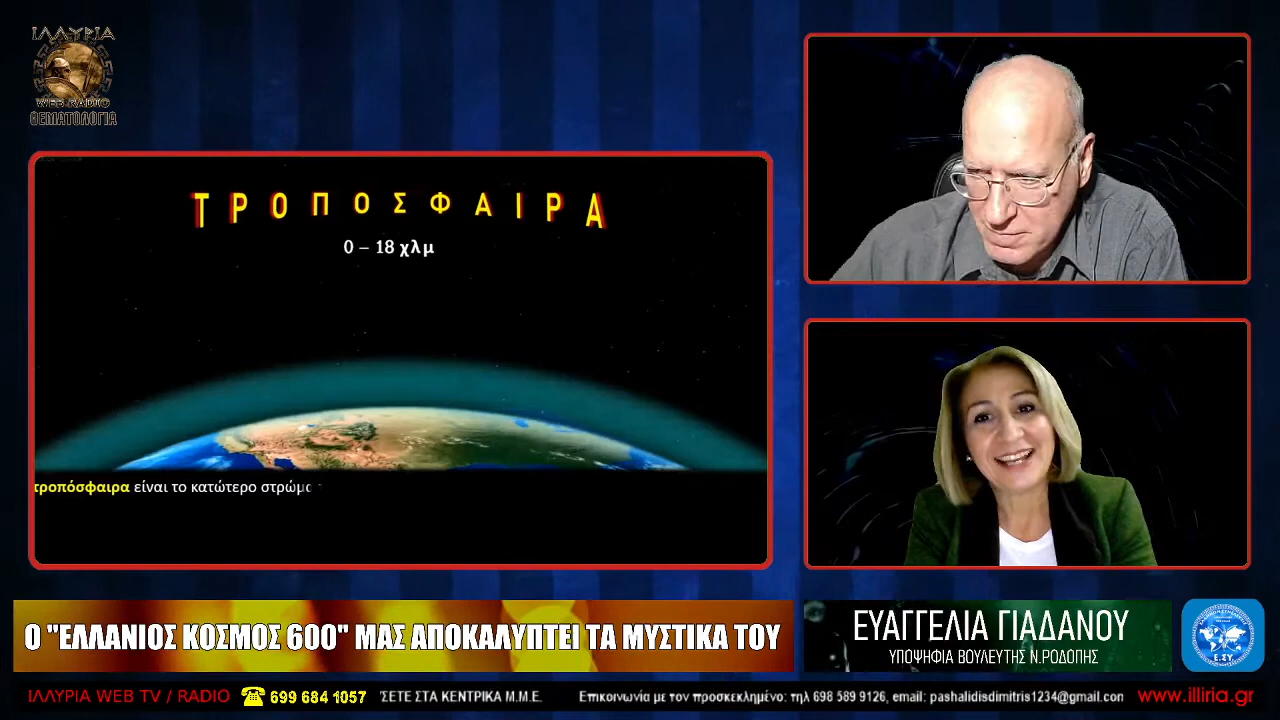 ΙΛΛΥΡΙΑ
WEB RADIO
ΘΕΜΑΤΟΛΟΓΙΑ
ΤΡΟΠΟΣΦΑΙΡΑ
0 – 18 χλμ
τροπόσφαιρα είναι το κατώτερο στρώμα
Ο "ΕΛΛΑΝΙΟΣ ΚΟΣΜΟΣ 600" ΜΑΣ ΑΠΟΚΑΛΥΠΤΕΙ ΤΑ ΜΥΣΤΙΚΑ ΤΟΥ
ΕΥΑΓΓΕΛΙΑ ΓΙΑΔΑΝΟΥ
ΥΠΟΨΗΦΙΑ ΒΟΥΛΕΥΤΗΣ Ν.ΡΟΔΟΠΗΣ
Ε.ΣΥ.
ΙΛΛΥΡΙΑ WEB TV / RADIO 699 684 1057 ΣΕΤΕ ΣΤΑ ΚΕΝΤΡΙΚΑ Μ.Μ.Ε. Επικοινωνία με τον προσκεκλημένο: τηλ 698 589 9126, email: pashalidisdimitris1234@gmail.con www.illiria.gr